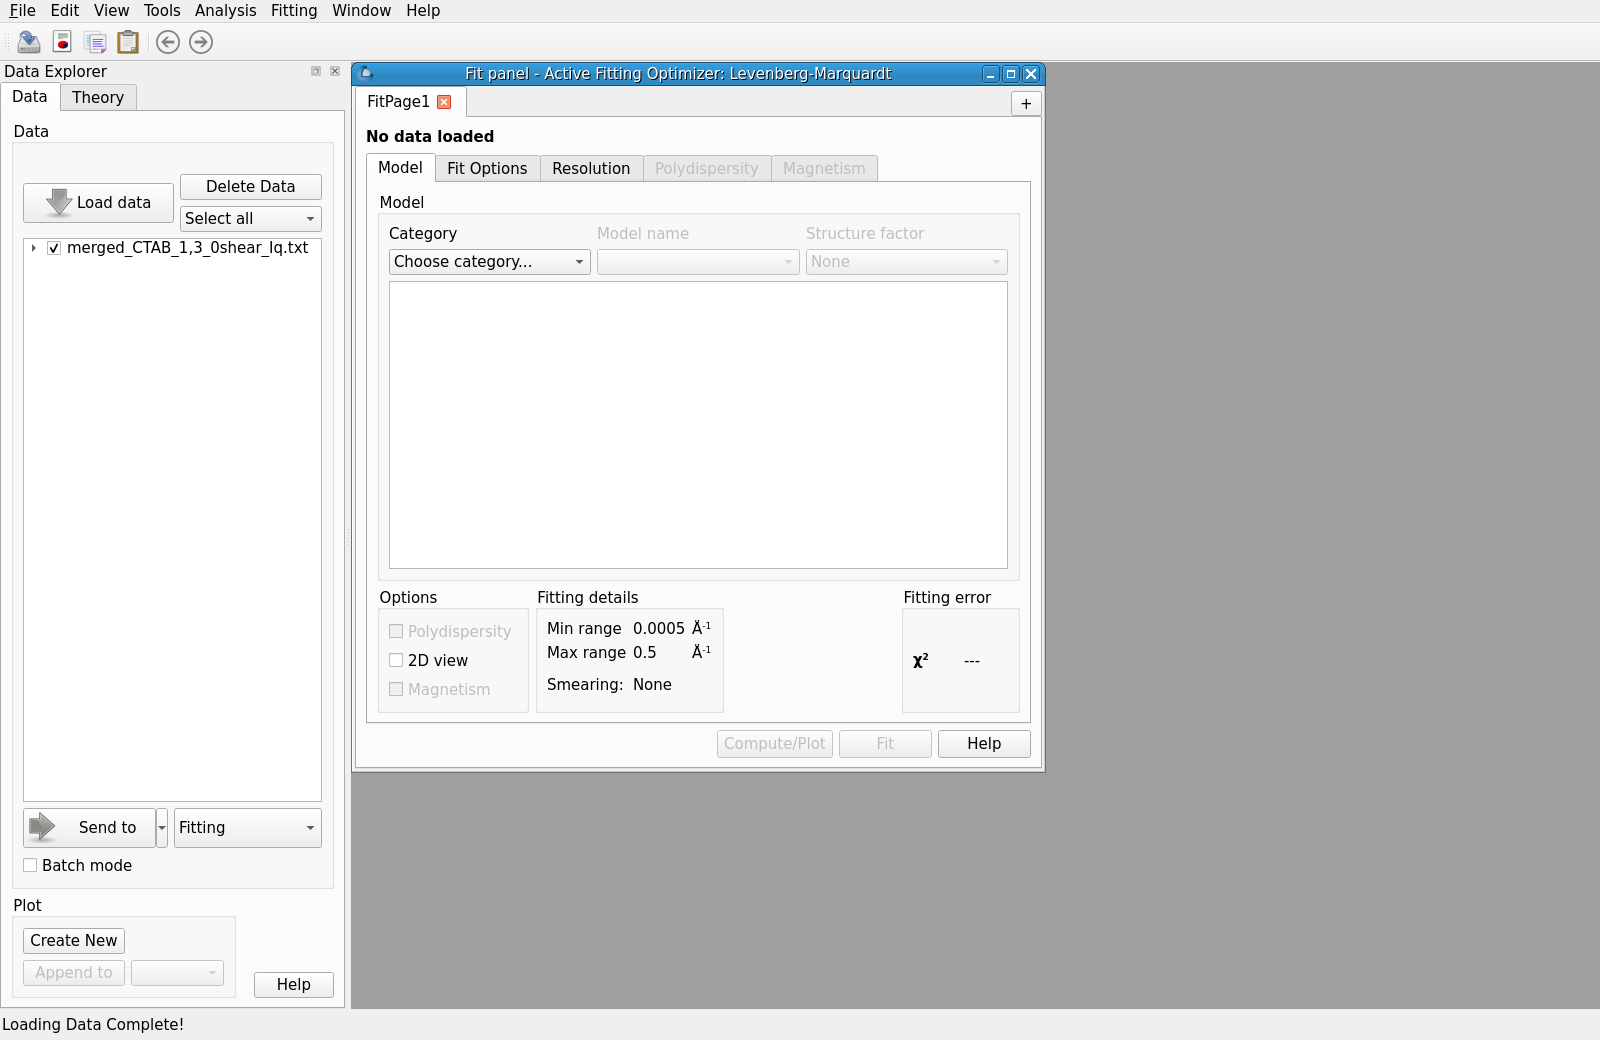 File Edit View Tools Analysis Fitting Window Help
Data Explorer
Data Theory
Data
Load data
Delete Data
Select all
merged_CTAB_1,3_0shear_Iq.txt
Send to
Fitting
Batch mode
Plot
Create New
Append to
Help
Loading Data Complete!
Fit panel - Active Fitting Optimizer: Levenberg-Marquardt
FitPage1
+
No data loaded
Model Fit Options Resolution Polydispersity Magnetism
Model
Category Model name Structure factor
Choose category... None
Options
Polydispersity
2D view
Magnetism
Fitting details
Min range 0.0005 Å-1
Max range 0.5 Å-1
Smearing: None
Fitting error
χ² ---
Compute/Plot Fit Help